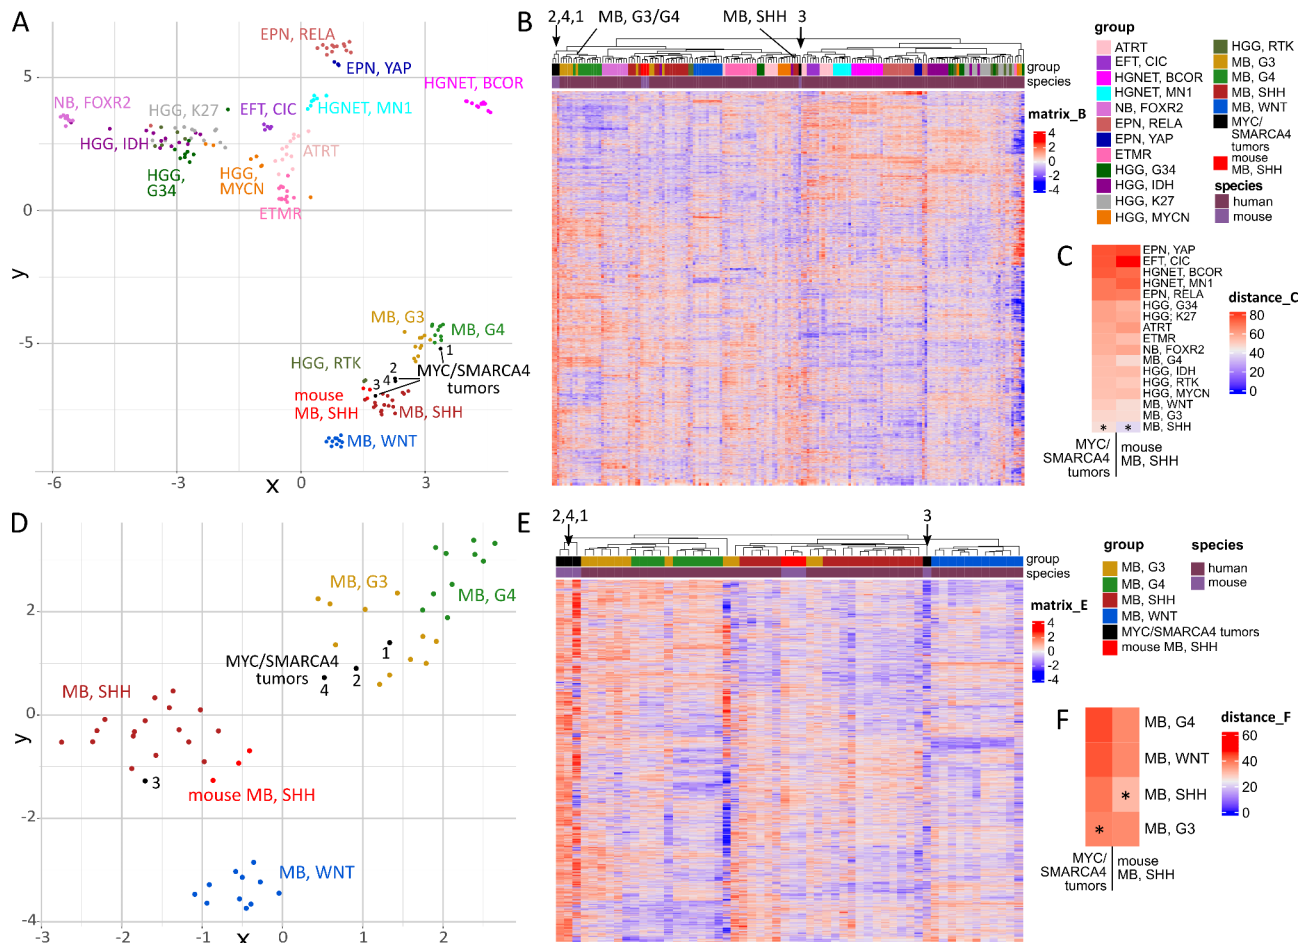 A
EPN, RELA
EPN, YAP
HGNET, BCOR
NB, FOXR2
HGG, K27
EFT, CIC
HGNET, MN1
HGG, IDH
ATRT
HGG,
G34
HGG,
MYCN
ETMR
MB, G3
MB, G4
1
HGG, RTK
2
4
3
MYC/SMARCA4
tumors
mouse
MB, SHH
MB, SHH
MB, WNT
5
0
-5
y
-6
-3
0
3
x
B
2,4,1
MB, G3/G4
MB, SHH
3
group
species
matrix_B
4
2
0
-2
-4
group
ATRT
EFT, CIC
HGNET, BCOR
HGNET, MN1
NB, FOXR2
EPN, RELA
EPN, YAP
ETMR
HGG, G34
HGG, IDH
HGG, K27
HGG, MYCN
HGG, RTK
MB, G3
MB, G4
MB, SHH
MB, WNT
MYC/
SMARCA4
tumors
mouse
MB, SHH
species
human
mouse
C
EPN, YAP
EFT, CIC
HGNET, BCOR
HGNET, MN1
EPN, RELA
HGG, G34
HGG, K27
ATRT
ETMR
NB, FOXR2
MB, G4
HGG, IDH
HGG, RTK
HGG, MYCN
MB, WNT
MB, G3
MB, SHH
* *
MYC/
SMARCA4
tumors
mouse
MB, SHH
distance_C
80
60
40
20
0
D
MB, G3
MB, G4
MYC/SMARCA4
tumors
1
2
4
MB, SHH
3
mouse MB, SHH
MB, WNT
2
0
-2
-4
y
-3
-2
-1
0
1
2
x
E
2,4,1
3
group
species
matrix_E
4
2
0
-2
-4
group
MB, G3
MB, G4
MB, SHH
MB, WNT
MYC/SMARCA4 tumors
mouse MB, SHH
species
human
mouse
F
MB, G4
MB, WNT
MB, SHH
*
MB, G3
*
MYC/
SMARCA4
tumors
mouse
MB, SHH
distance_F
60
40
20
0